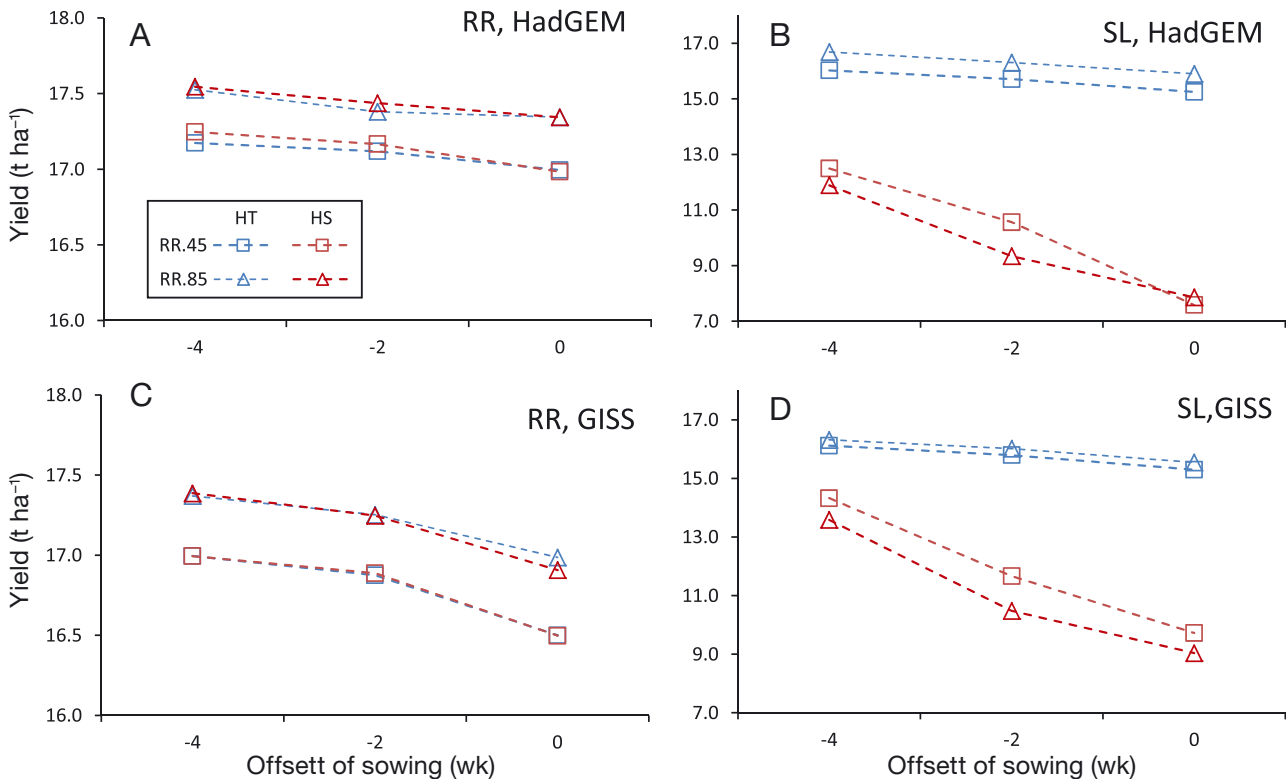 A
RR, HadGEM
18.0
17.5
17.0
16.5
16.0
Yield (t ha⁻¹)
HT HS
RR.45
RR.85
-4 -2 0
B
SL, HadGEM
17.0
15.0
13.0
11.0
9.0
7.0
-4 -2 0
C
RR, GISS
18.0
17.5
17.0
16.5
16.0
Yield (t ha⁻¹)
-4 -2 0
Offsett of sowing (wk)
D
SL,GISS
17.0
15.0
13.0
11.0
9.0
7.0
-4 -2 0
Offsett of sowing (wk)